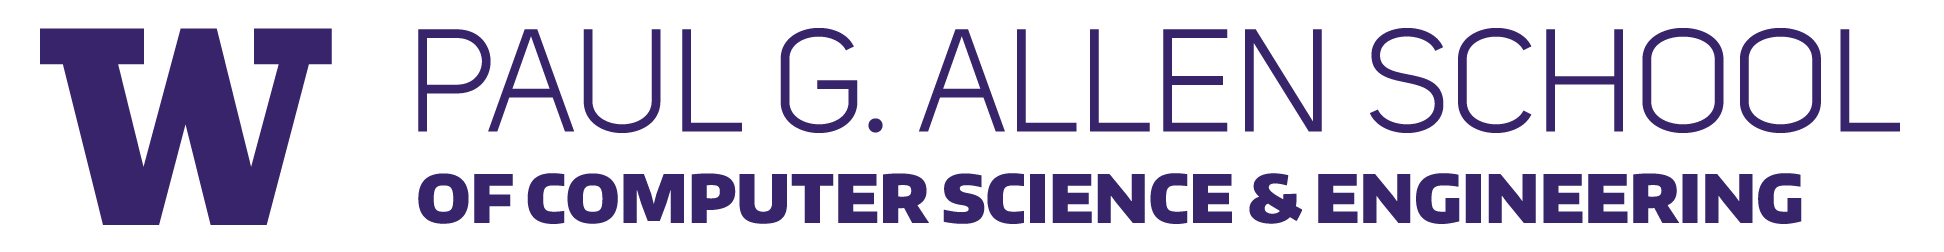 W PAUL G. ALLEN SCHOOL
OF COMPUTER SCIENCE & ENGINEERING